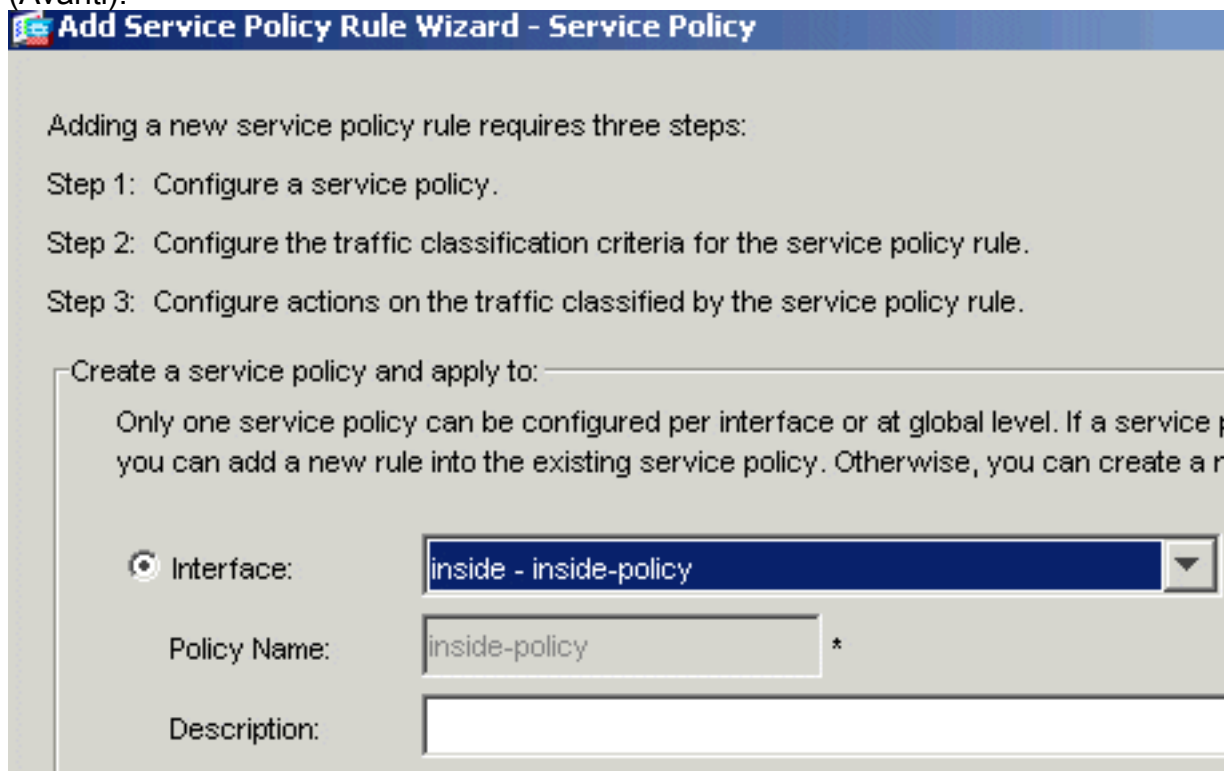 (Avanti).
Add Service Policy Rule Wizard - Service Policy
Adding a new service policy rule requires three steps:
Step 1: Configure a service policy.
Step 2: Configure the traffic classification criteria for the service policy rule.
Step 3: Configure actions on the traffic classified by the service policy rule.
Create a service policy and apply to:
Only one service policy can be configured per interface or at global level. If a service
you can add a new rule into the existing service policy. Otherwise, you can create a
Interface: inside - inside-policy
Policy Name: inside-policy *
Description: